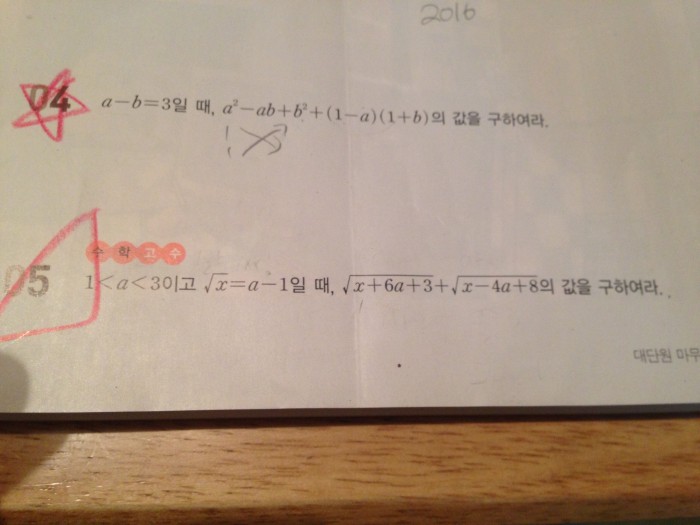 2016
04 a-b=3일 때, a²-ab+b²+(1-a)(1+b)의 값을 구하여라.
수학고수
05 1<a<3이고 √x=a-1일 때, √(x+6a+3)+√(x-4a+8)의 값을 구하여라.
대단원 마무